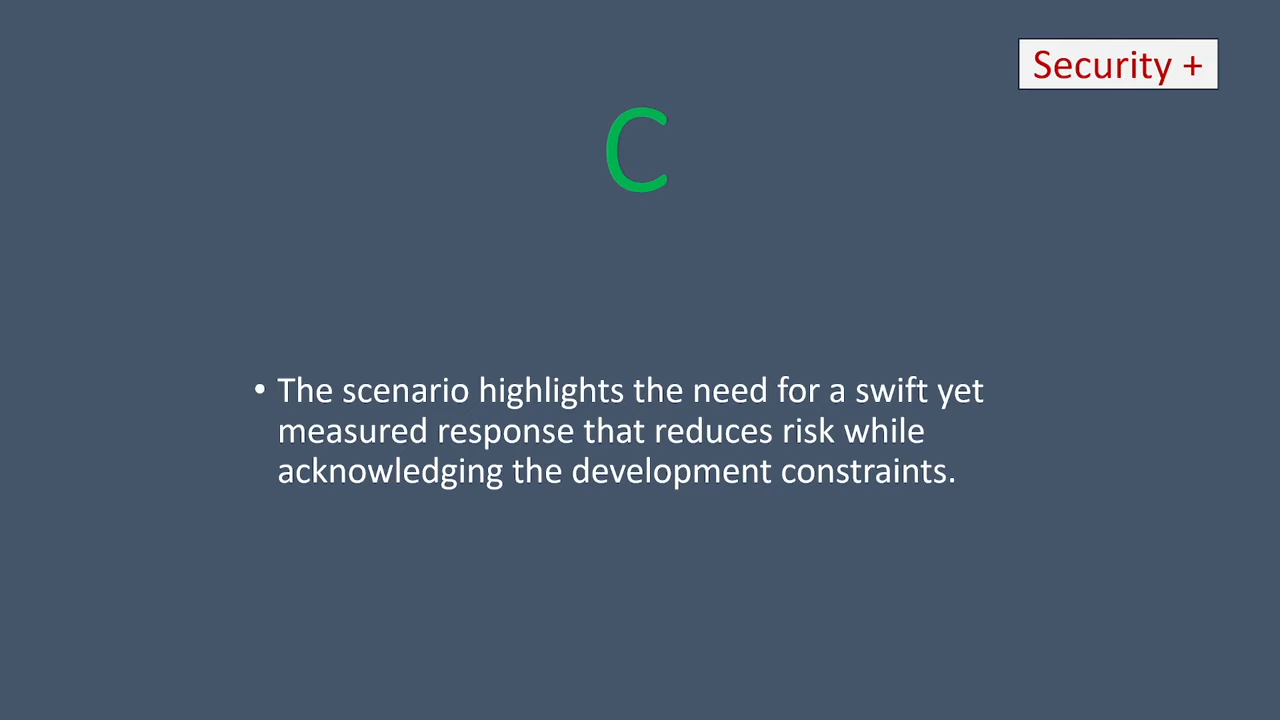 Security +
C
• The scenario highlights the need for a swift yet
measured response that reduces risk while
acknowledging the development constraints.